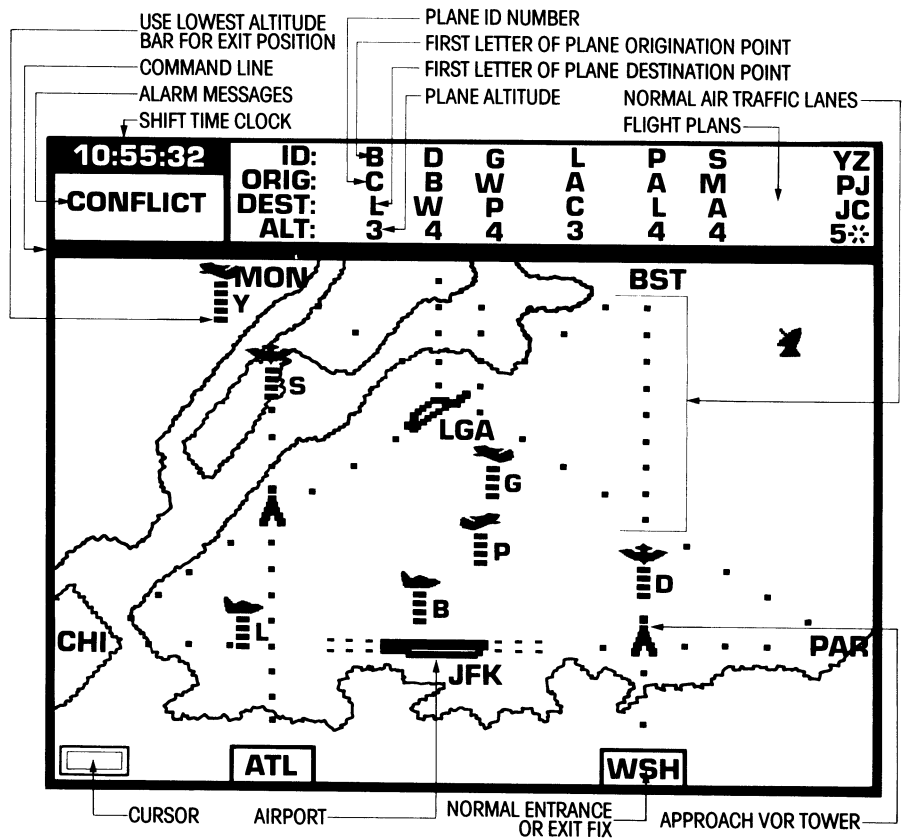 USE LOWEST ALTITUDE
BAR FOR EXIT POSITION
COMMAND LINE
ALARM MESSAGES
SHIFT TIME CLOCK
PLANE ID NUMBER
FIRST LETTER OF PLANE ORIGINATION POINT
FIRST LETTER OF PLANE DESTINATION POINT
PLANE ALTITUDE
NORMAL AIR TRAFFIC LANES
FLIGHT PLANS
10:55:32
CONFLICT
ID: B D G L P S YZ
ORIG: C B W A A M PJ
DEST: L W P C L A JC
ALT: 3 4 4 3 4 4 5
MON
Y
BST
S
LGA
G
P
D
B
L
CHI
PAR
JFK
ATL
WSH
CURSOR
AIRPORT
NORMAL ENTRANCE
OR EXIT FIX
APPROACH VOR TOWER